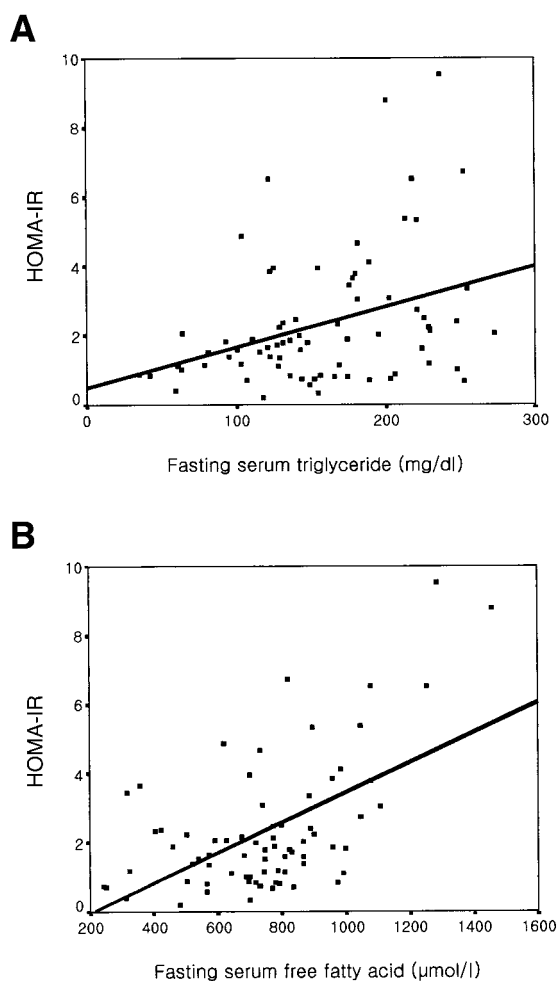 A
10
8
6
4
2
0
HOMA-IR
0 100 200 300
Fasting serum triglyceride (mg/dl)
B
10
8
6
4
2
0
HOMA-IR
200 400 600 800 1000 1200 1400 1600
Fasting serum free fatty acid (μmol/l)